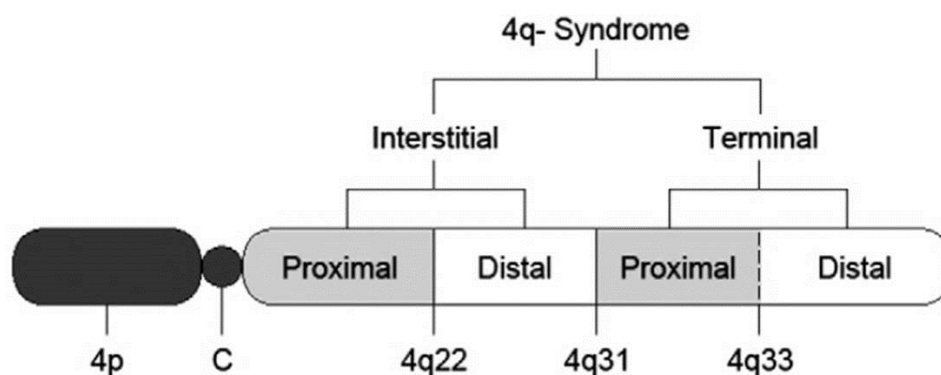 4q- Syndrome
Interstitial Terminal
Proximal Distal Proximal Distal
4p C 4q22 4q31 4q33